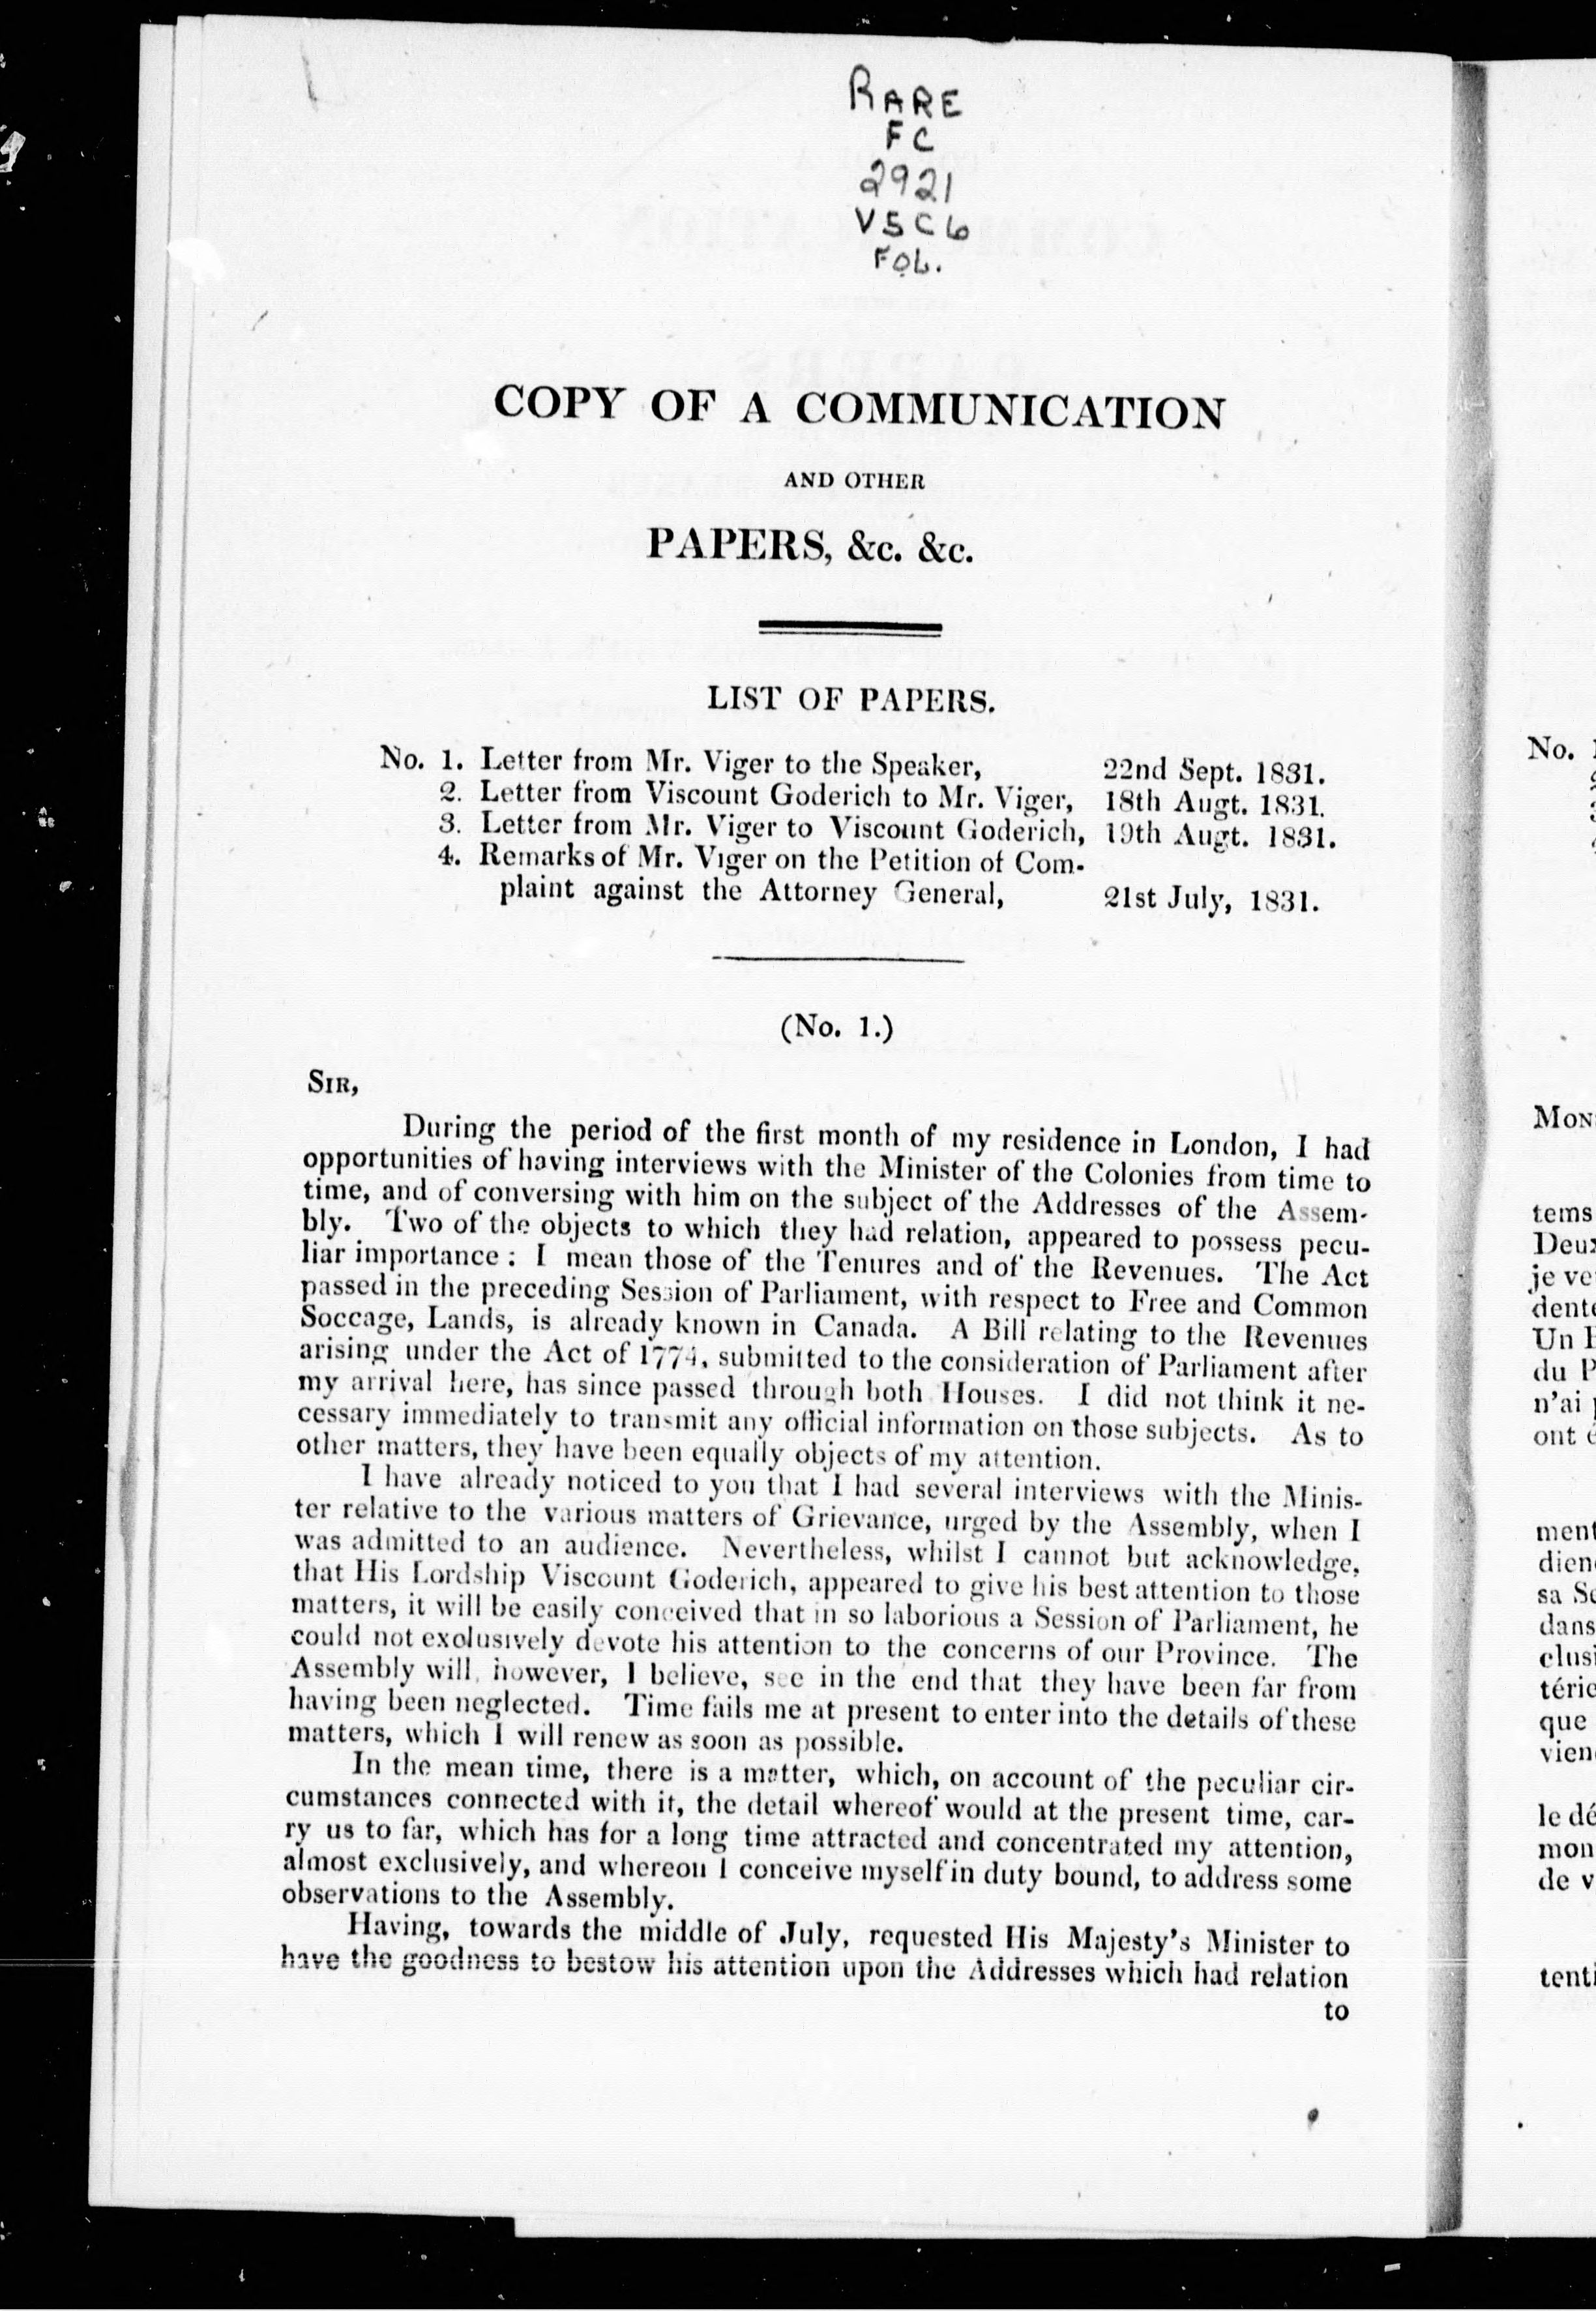 RARE
FC
2921
V5C6
FOL.
COPY OF A COMMUNICATION
AND OTHER
PAPERS, &c. &c.
LIST OF PAPERS.
No. 1. Letter from Mr. Viger to the Speaker, 22nd Sept. 1831.
2. Letter from Viscount Goderich to Mr. Viger, 18th Augt. 1831.
3. Letter from Mr. Viger to Viscount Goderich, 19th Augt. 1831.
4. Remarks of Mr. Viger on the Petition of Com-
plaint against the Attorney General, 21st July, 1831.
(No. 1.)
SIR,
During the period of the first month of my residence in London, I had
opportunities of having interviews with the Minister of the Colonies from time to
time, and of conversing with him on the subject of the Addresses of the Assem-
bly. Two of the objects to which they had relation, appeared to possess pecu-
liar importance : I mean those of the Tenures and of the Revenues. The Act
passed in the preceding Session of Parliament, with respect to Free and Common
Soccage, Lands, is already known in Canada. A Bill relating to the Revenues
arising under the Act of 1774, submitted to the consideration of Parliament after
my arrival here, has since passed through both Houses. I did not think it ne-
cessary immediately to transmit any official information on those subjects. As to
other matters, they have been equally objects of my attention.
I have already noticed to you that I had several interviews with the Minis-
ter relative to the various matters of Grievance, urged by the Assembly, when I
was admitted to an audience. Nevertheless, whilst I cannot but acknowledge,
that His Lordship Viscount Goderich, appeared to give his best attention to those
matters, it will be easily conceived that in so laborious a Session of Parliament, he
could not exclusively devote his attention to the concerns of our Province. The
Assembly will, however, I believe, see in the end that they have been far from
having been neglected. Time fails me at present to enter into the details of these
matters, which I will renew as soon as possible.
In the mean time, there is a matter, which, on account of the peculiar cir-
cumstances connected with it, the detail whereof would at the present time, car-
ry us to far, which has for a long time attracted and concentrated my attention,
almost exclusively, and whereon I conceive myself in duty bound, to address some
observations to the Assembly.
Having, towards the middle of July, requested His Majesty's Minister to
have the goodness to bestow his attention upon the Addresses which had relation
to
No.
MON
tems
Deux
je ve
dente
Un
du P
n'ai
ont
ment
dien
sa Se
dans
clusi
térie
que
vien
le dé
mon
de v
tenti